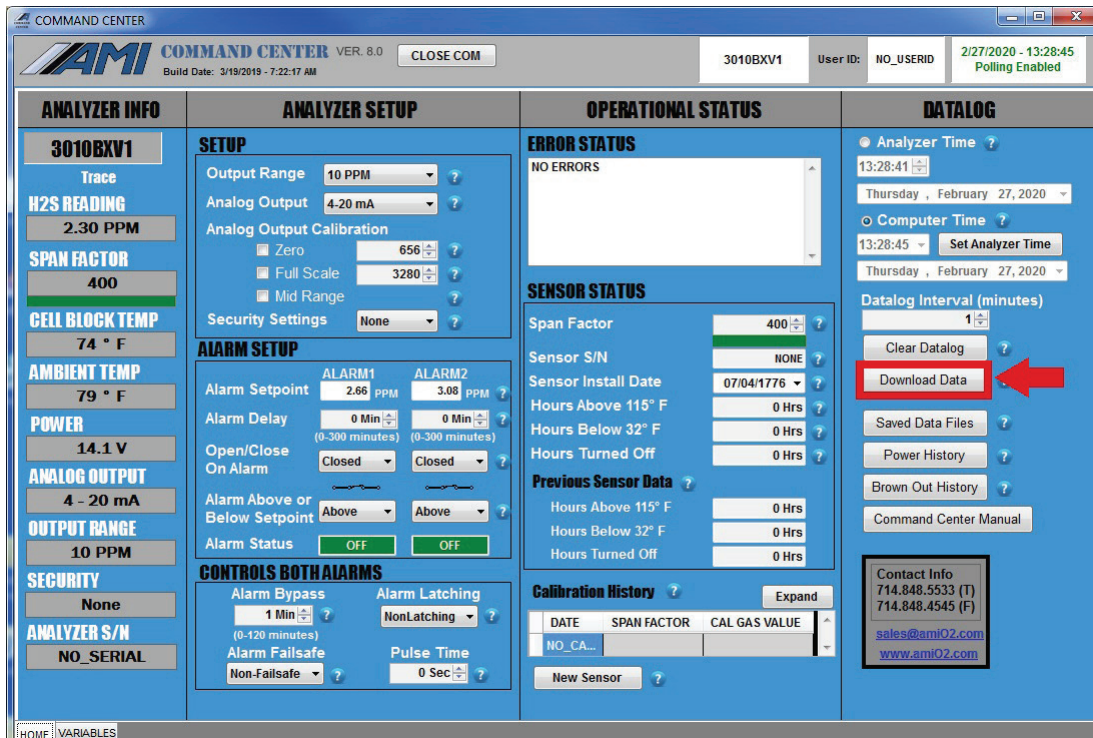 COMMAND CENTER
AMI COMMAND CENTER VER. 8.0 CLOSE COM
Build Date: 3/19/2019 - 7:22:17 AM
3010BXV1 User ID: NO_USERID
2/27/2020 - 13:28:45
Polling Enabled
ANALYZER INFO
3010BXV1
Trace
H2S READING
2.30 PPM
SPAN FACTOR
400
CELL BLOCK TEMP
74 ° F
AMBIENT TEMP
79 ° F
POWER
14.1 V
ANALOG OUTPUT
4 - 20 mA
OUTPUT RANGE
10 PPM
SECURITY
None
ANALYZER S/N
NO_SERIAL
ANALYZER SETUP
SETUP
Output Range 10 PPM ?
Analog Output 4-20 mA ?
Analog Output Calibration
Zero 656 ?
Full Scale 3280 ?
Mid Range ?
Security Settings None ?
ALARM SETUP
ALARM1 ALARM2
Alarm Setpoint 2.66 PPM 3.08 PPM ?
Alarm Delay 0 Min 0 Min ?
(0-300 minutes) (0-300 minutes)
Open/Close
On Alarm Closed Closed ?
Alarm Above or
Below Setpoint Above Above ?
Alarm Status OFF OFF
CONTROLS BOTH ALARMS
Alarm Bypass Alarm Latching
1 Min ? NonLatching ?
(0-120 minutes)
Alarm Failsafe Pulse Time
Non-Failsafe ? 0 Sec ?
OPERATIONAL STATUS
ERROR STATUS
NO ERRORS
SENSOR STATUS
Span Factor 400 ?
Sensor S/N NONE ?
Sensor Install Date 07/04/1776 ?
Hours Above 115° F 0 Hrs ?
Hours Below 32° F 0 Hrs ?
Hours Turned Off 0 Hrs ?
Previous Sensor Data ?
Hours Above 115° F 0 Hrs
Hours Below 32° F 0 Hrs
Hours Turned Off 0 Hrs
Calibration History ? Expand
DATE SPAN FACTOR CAL GAS VALUE
NO_CA...
New Sensor ?
DATALOG
Analyzer Time ?
13:28:41
Thursday , February 27, 2020
Computer Time ?
13:28:45 Set Analyzer Time
Thursday , February 27, 2020
Datalog Interval (minutes)
1
Clear Datalog ?
Download Data
Saved Data Files ?
Power History ?
Brown Out History ?
Command Center Manual
Contact Info
714.848.5533 (T)
714.848.4545 (F)
sales@amiO2.com
www.amiO2.com
HOME VARIABLES